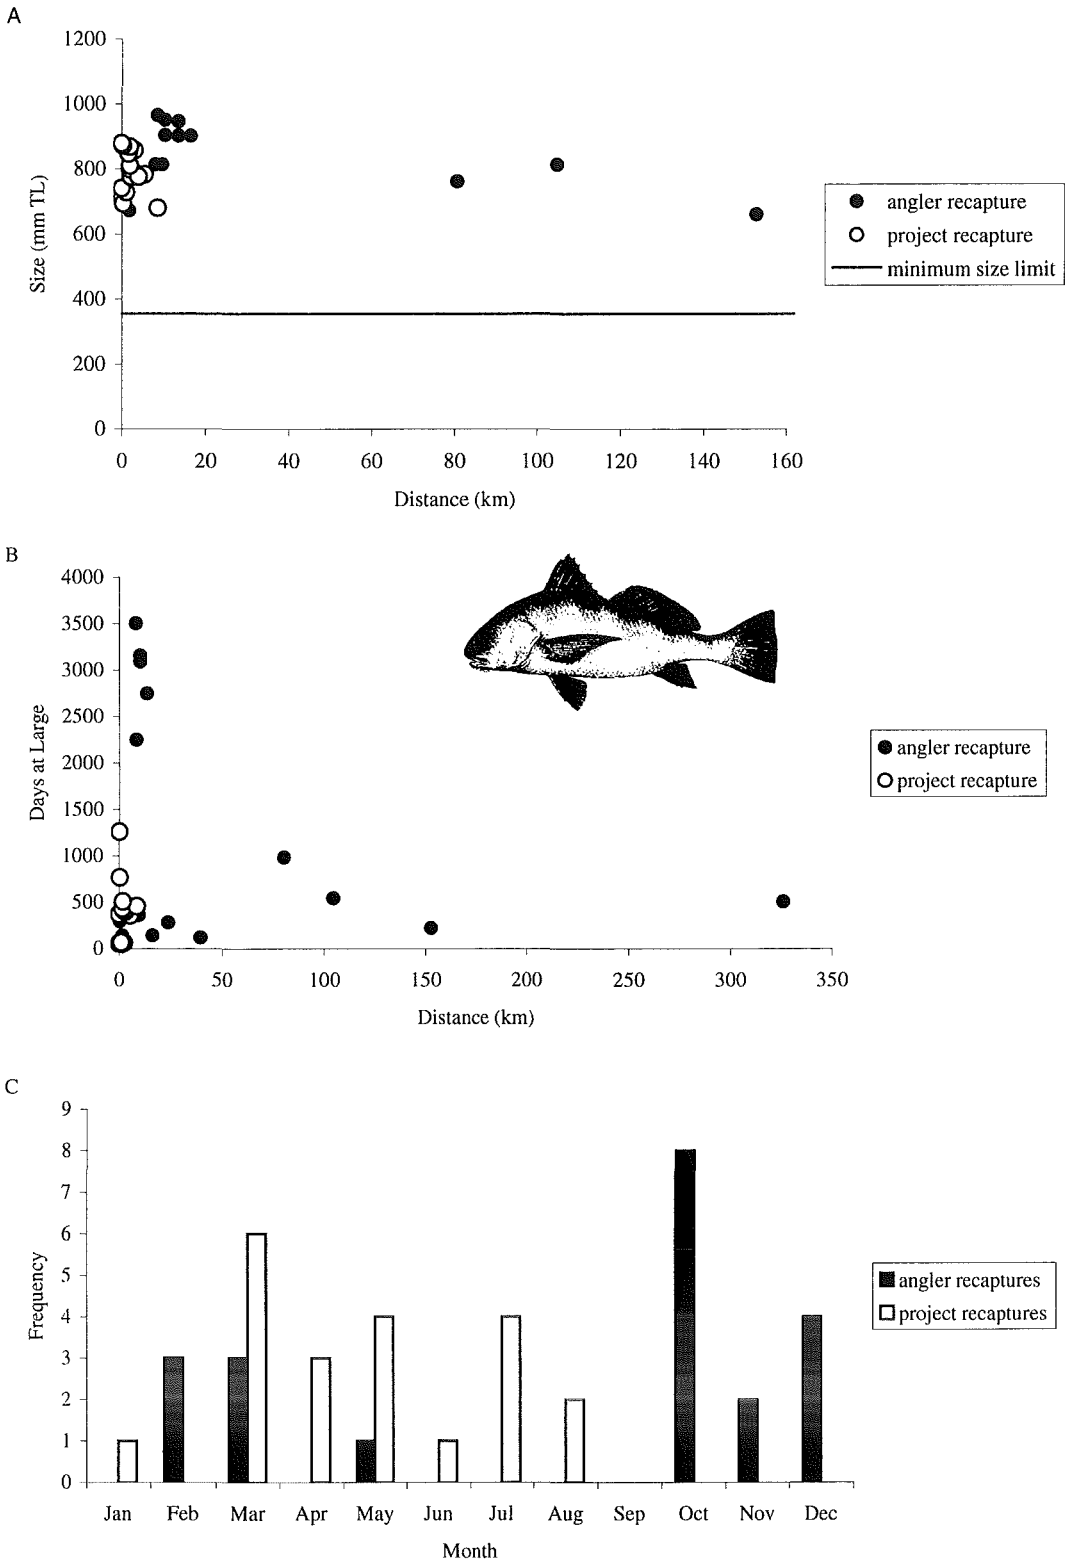 A
1200
1000
800
600
400
200
0
Size (mm TL)
0 20 40 60 80 100 120 140 160
Distance (km)
angler recapture
project recapture
minimum size limit
B
4000
3500
3000
2500
2000
1500
1000
500
0
Days at Large
0 50 100 150 200 250 300 350
Distance (km)
angler recapture
project recapture
C
9
8
7
6
5
4
3
2
1
0
Frequency
Jan Feb Mar Apr May Jun Jul Aug Sep Oct Nov Dec
Month
angler recaptures
project recaptures